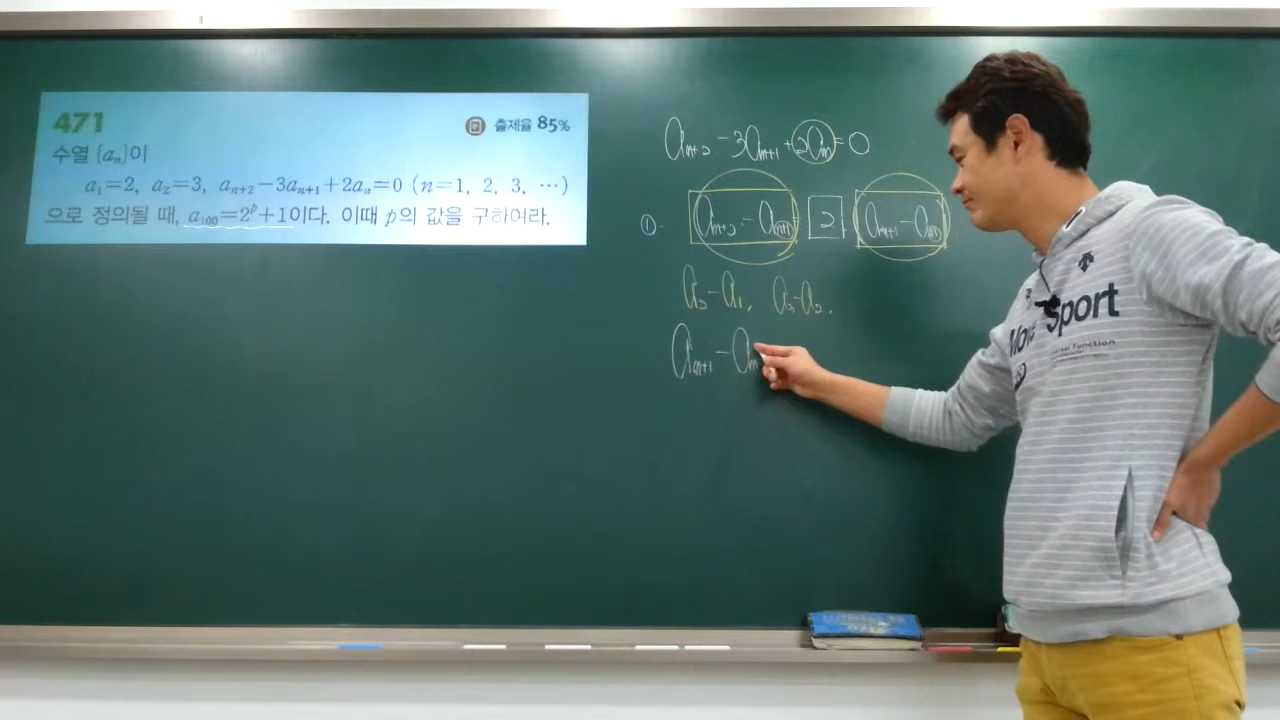 471
출제율 85%
수열 {aₙ}이
a₁=2, a₂=3, aₙ₊₂-3aₙ₊₁+2aₙ=0 (n=1, 2, 3, ⋯)
으로 정의될 때, a₁₀₀=2ᵖ+1이다. 이때 p의 값을 구하여라.
aₙ₊₂-3aₙ₊₁+2aₙ=0
①. aₙ₊₂-aₙ₊₁=2(aₙ₊₁-aₙ)
a₂-a₁, a₃-a₂,
aₙ₊₁-aₙ
Sport
Function